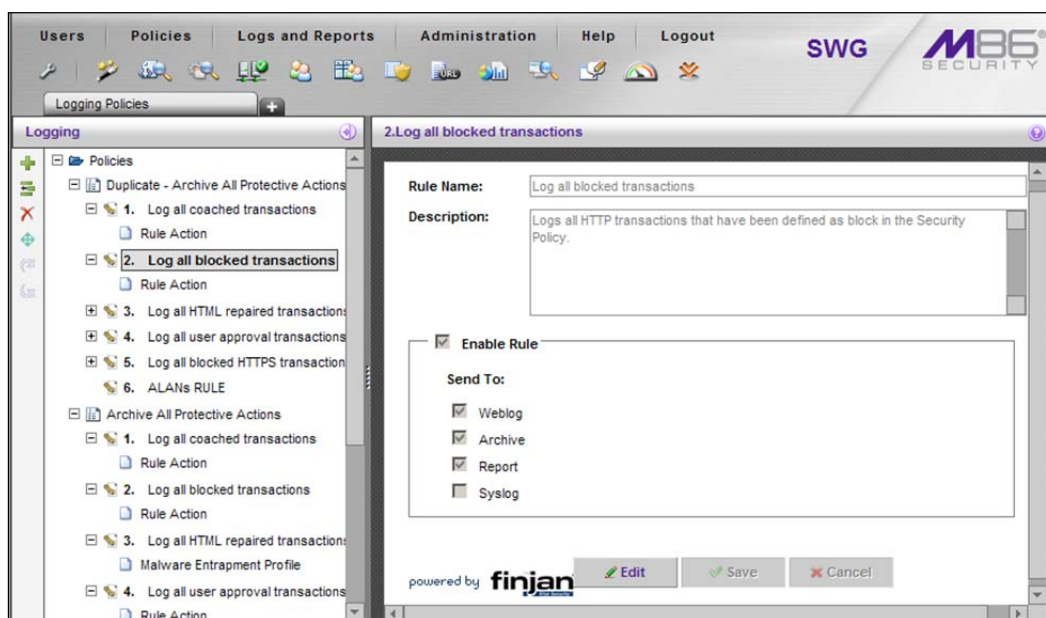 Users Policies Logs and Reports Administration Help Logout
SWG
M86®
SECURITY
URL
Logging Policies
Logging
2.Log all blocked transactions
Policies
Duplicate - Archive All Protective Actions
1. Log all coached transactions
Rule Action
2. Log all blocked transactions
Rule Action
3. Log all HTML repaired transactions
4. Log all user approval transactions
5. Log all blocked HTTPS transaction
6. ALANs RULE
Archive All Protective Actions
1. Log all coached transactions
Rule Action
2. Log all blocked transactions
Rule Action
3. Log all HTML repaired transactions
Malware Entrapment Profile
4. Log all user approval transactions
Rule Action
Rule Name: Log all blocked transactions
Description: Logs all HTTP transactions that have been defined as block in the Security
Policy.
Enable Rule
Send To:
Weblog
Archive
Report
Syslog
powered by finjan
Edit Save Cancel